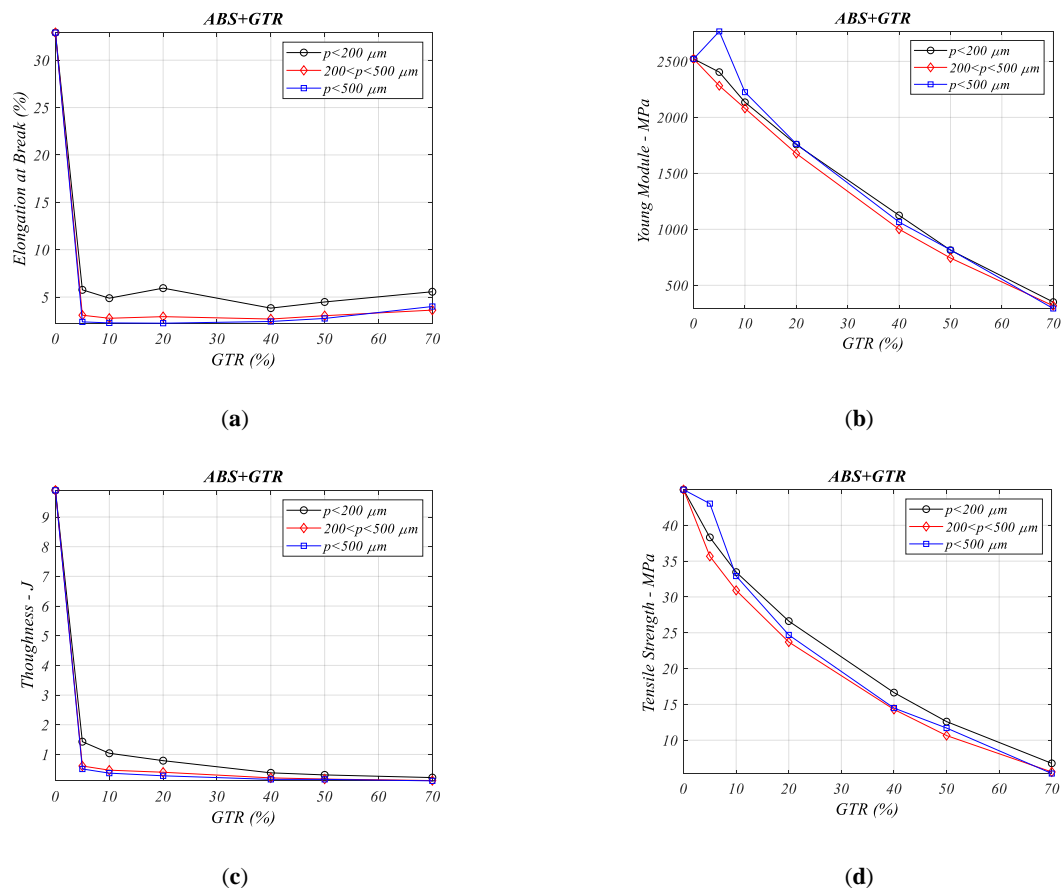 ABS+GTR
p<200 μm
200<p<500 μm
p<500 μm
30
25
20
15
10
5
Elongation at Break (%)
0 10 20 30 40 50 60 70
GTR (%)
(a)
ABS+GTR
p<200 μm
200<p<500 μm
p<500 μm
2500
2000
1500
1000
500
Young Module - MPa
0 10 20 30 40 50 60 70
GTR (%)
(b)
ABS+GTR
p<200 μm
200<p<500 μm
p<500 μm
9
8
7
6
5
4
3
2
1
Thoughness - J
0 10 20 30 40 50 60 70
GTR (%)
(c)
ABS+GTR
p<200 μm
200<p<500 μm
p<500 μm
40
35
30
25
20
15
10
Tensile Strength - MPa
0 10 20 30 40 50 60 70
GTR (%)
(d)